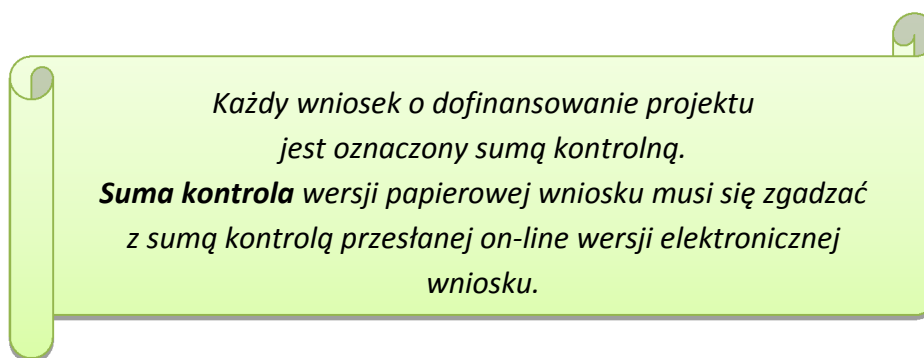 Każdy wniosek o dofinansowanie projektu
jest oznaczony sumą kontrolną.
Suma kontrola wersji papierowej wniosku musi się zgadzać
z sumą kontrolą przesłanej on-line wersji elektronicznej
wniosku.